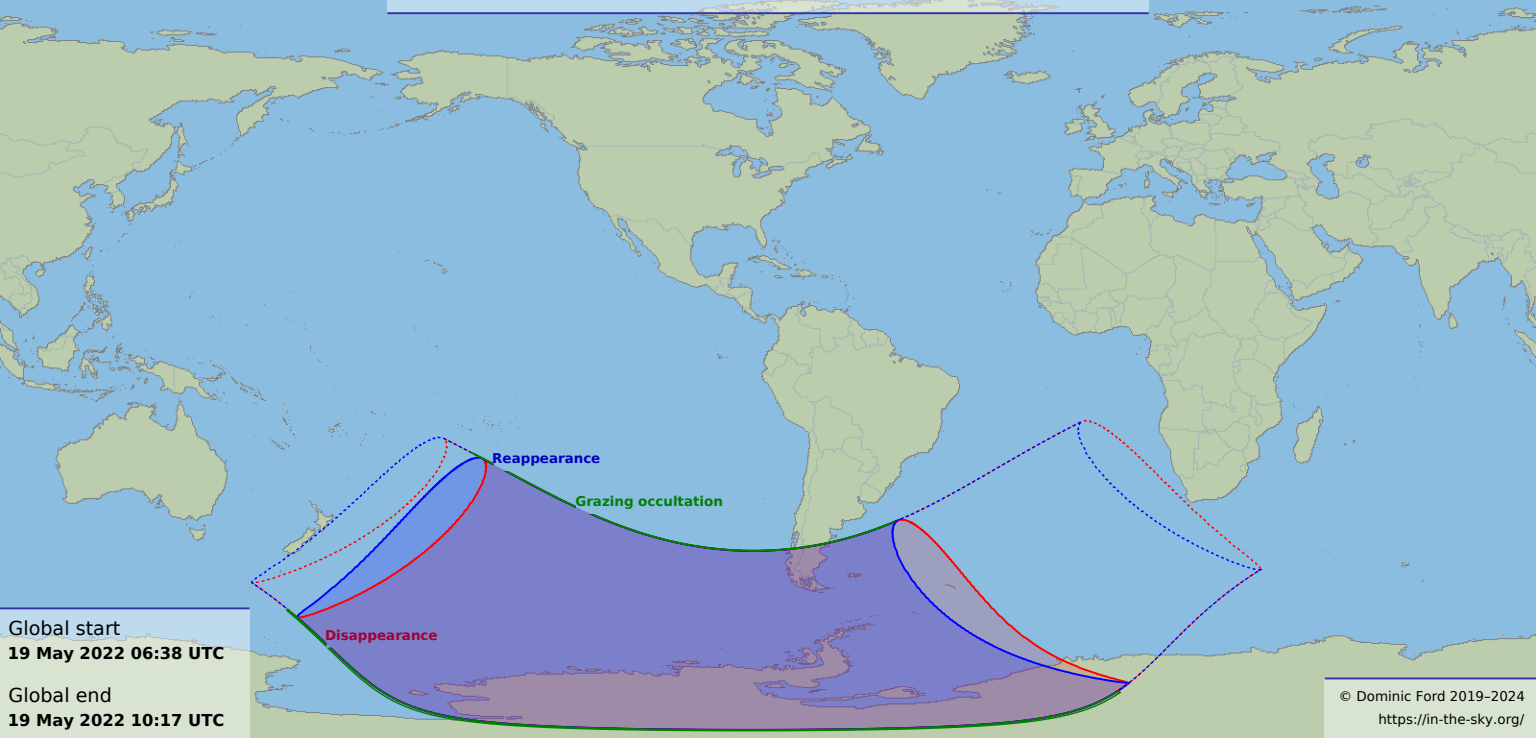 Reappearance
Grazing occultation
Disappearance
Global start
19 May 2022 06:38 UTC
Global end
19 May 2022 10:17 UTC
© Dominic Ford 2019–2024
https://in-the-sky.org/